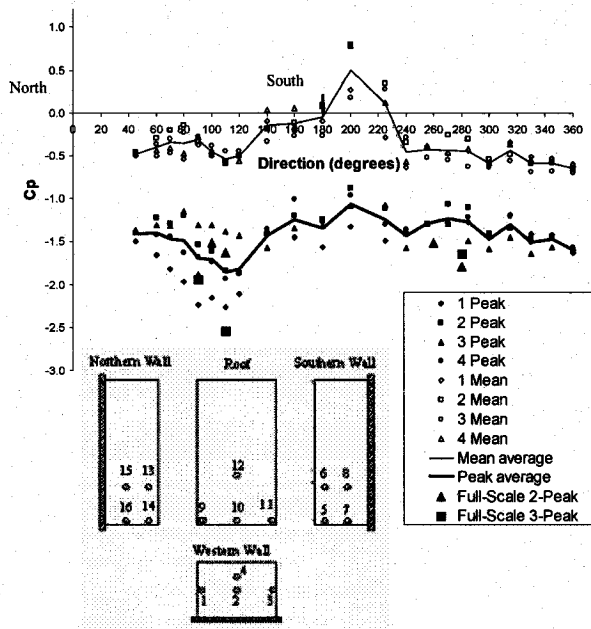 1.0
0.5
0.0
-0.5
-1.0
-1.5
-2.0
-2.5
-3.0
Cp
North
South
0 20 40 60 80 100 120 140 160 180 200 220 240 260 280 300 320 340 360
Direction (degrees)
1 Peak
2 Peak
3 Peak
4 Peak
1 Mean
2 Mean
3 Mean
4 Mean
Mean average
Peak average
Full-Scale 2-Peak
Full-Scale 3-Peak
Northern Wall
Roof
Southern Wall
15 13
16 14
12
9 10 11
6 8
5 7
Western Wall
4
1 2 3